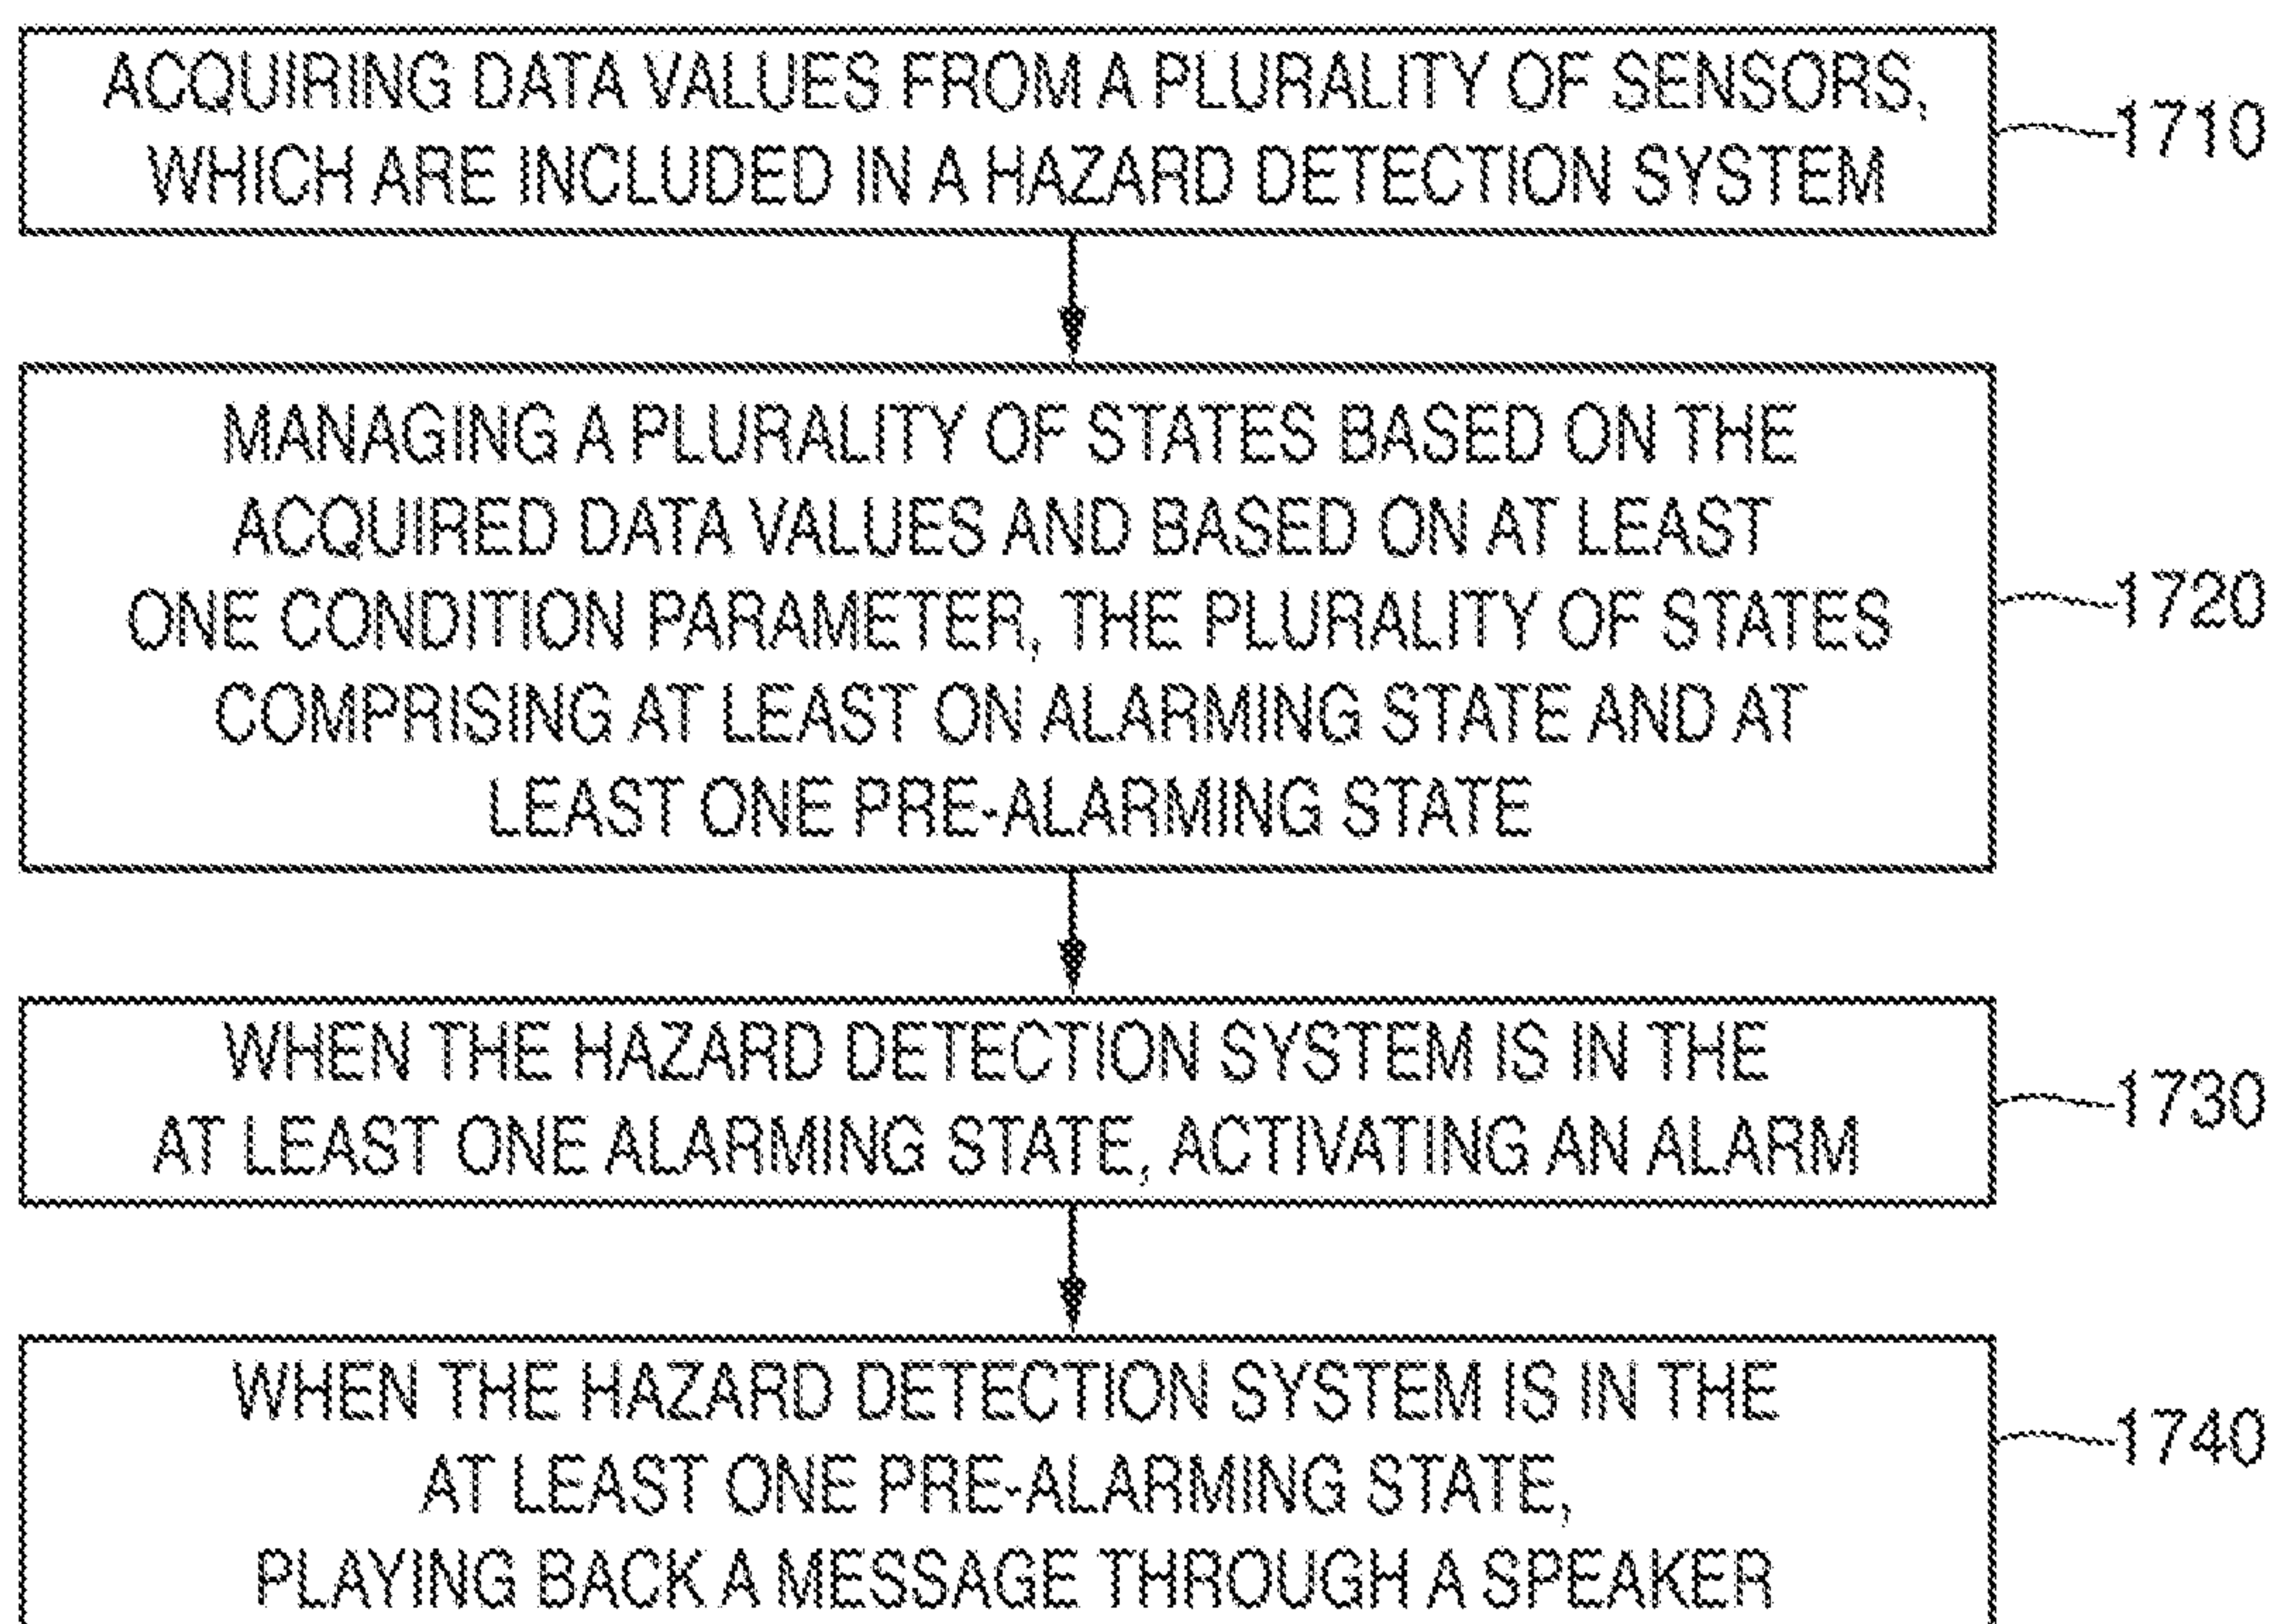 ACQUIRING DATA VALUES FROM A PLURALITY OF SENSORS,
WHICH ARE INCLUDED IN A HAZARD DETECTION SYSTEM
1710
MANAGING A PLURALITY OF STATES BASED ON THE
ACQUIRED DATA VALUES AND BASED ON AT LEAST
ONE CONDITION PARAMETER, THE PLURALITY OF STATES
COMPRISING AT LEAST ON ALARMING STATE AND AT
LEAST ONE PRE-ALARMING STATE
1720
WHEN THE HAZARD DETECTION SYSTEM IS IN THE
AT LEAST ONE ALARMING STATE, ACTIVATING AN ALARM
1730
WHEN THE HAZARD DETECTION SYSTEM IS IN THE
AT LEAST ONE PRE-ALARMING STATE,
PLAYING BACK A MESSAGE THROUGH A SPEAKER
1740